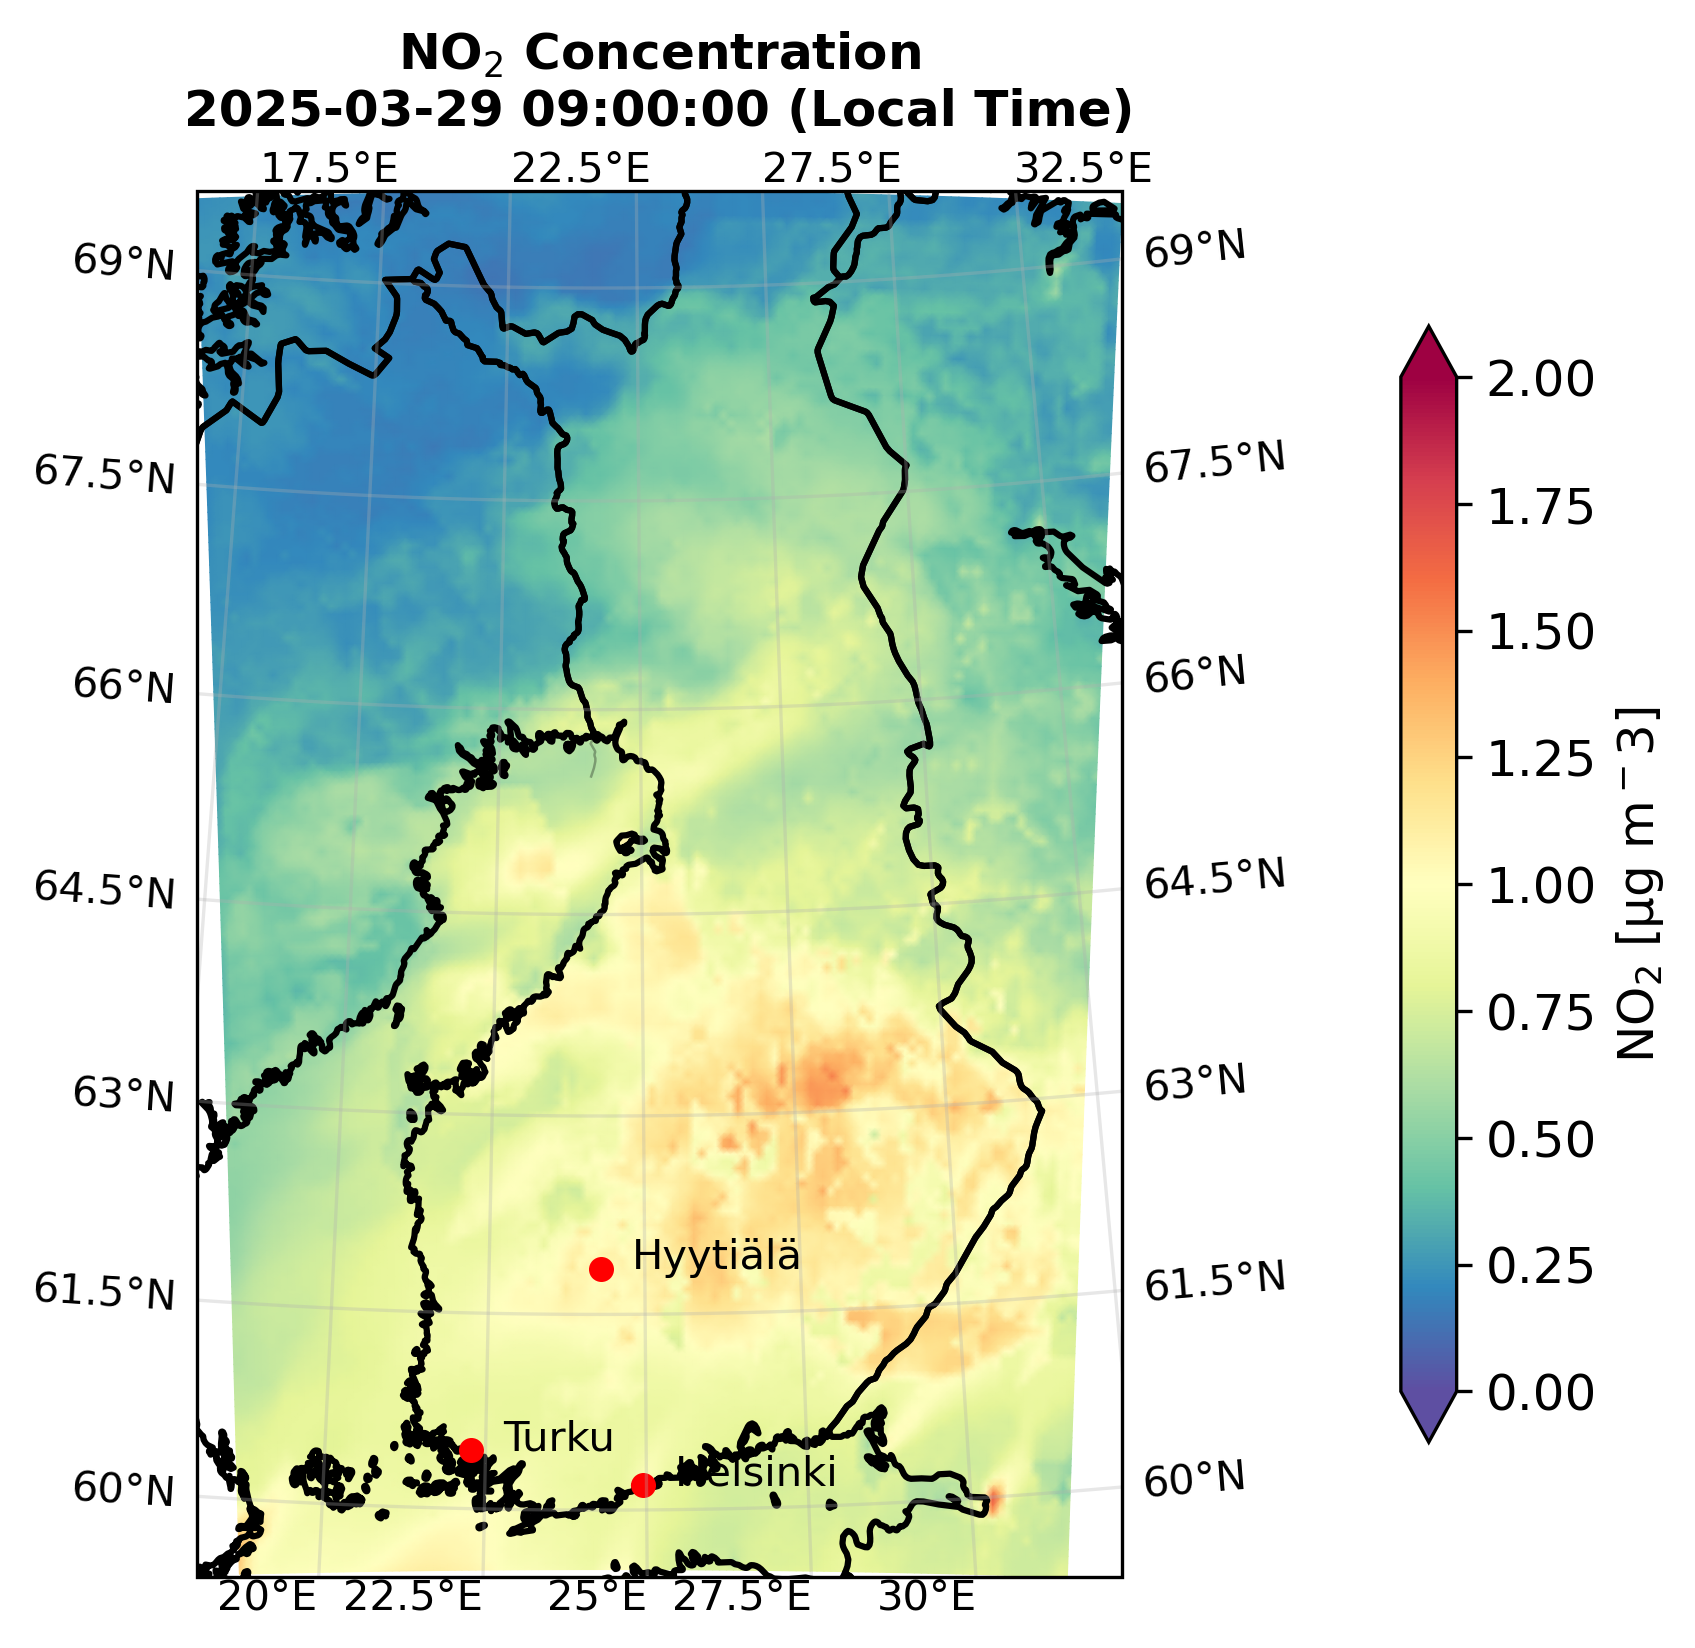 NO₂ Concentration
2025-03-29 09:00:00 (Local Time)
17.5°E 22.5°E 27.5°E 32.5°E
69°N 69°N
67.5°N 67.5°N
66°N 66°N
64.5°N 64.5°N
63°N 63°N
61.5°N 61.5°N
60°N 60°N
Hyytiälä
Turku
Helsinki
20°E 22.5°E 25°E 27.5°E 30°E
2.00
1.75
1.50
1.25
1.00
0.75
0.50
0.25
0.00
NO₂ [µg m⁻3]